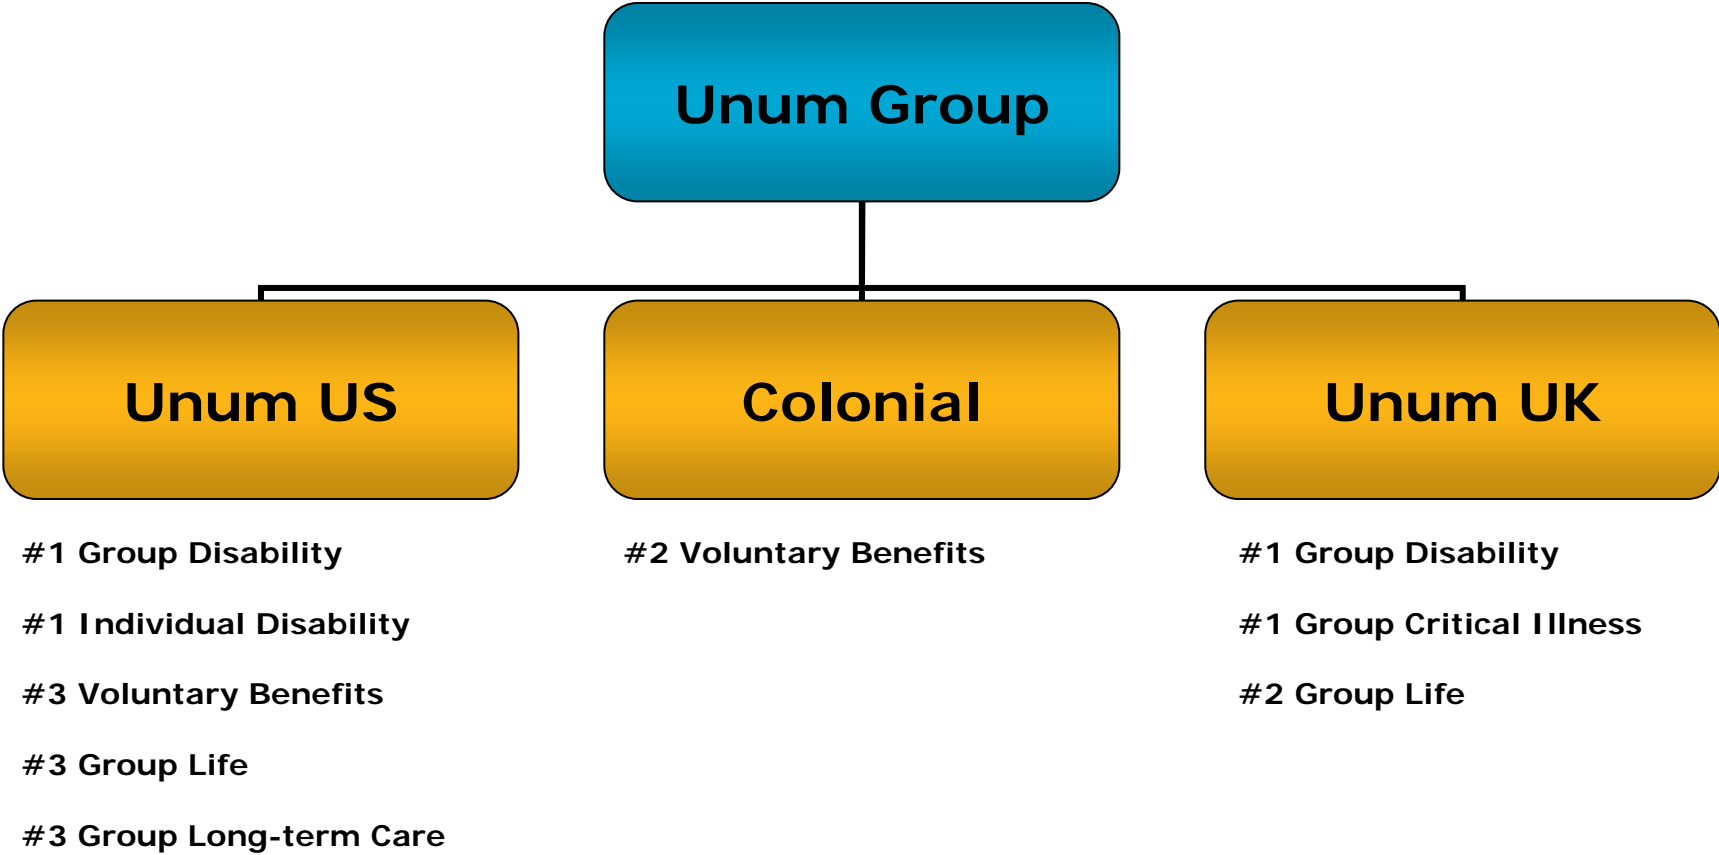 Unum Group
Unum US
Colonial
Unum UK
#1 Group Disability
#1 Individual Disability
#3 Voluntary Benefits
#3 Group Life
#3 Group Long-term Care
#2 Voluntary Benefits
#1 Group Disability
#1 Group Critical Illness
#2 Group Life